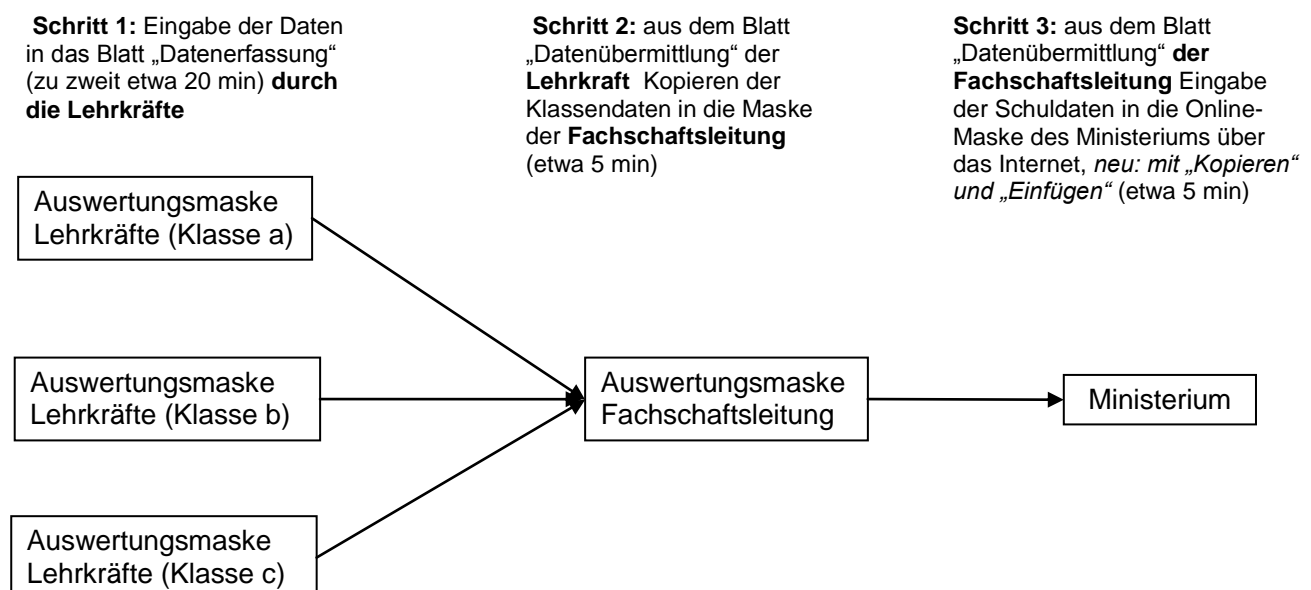 Schritt 1: Eingabe der Daten
in das Blatt „Datenerfassung“
(zu zweit etwa 20 min) durch
die Lehrkräfte
Schritt 2: aus dem Blatt
„Datenübermittlung“ der
Lehrkraft Kopieren der
Klassendaten in die Maske
der Fachschaftsleitung
(etwa 5 min)
Schritt 3: aus dem Blatt
„Datenübermittlung“ der
Fachschaftsleitung Eingabe
der Schuldaten in die Online-
Maske des Ministeriums über
das Internet, neu: mit „Kopieren“
und „Einfügen“ (etwa 5 min)
Auswertungsmaske
Lehrkräfte (Klasse a)
Auswertungsmaske
Lehrkräfte (Klasse b)
Auswertungsmaske
Fachschaftsleitung
Ministerium
Auswertungsmaske
Lehrkräfte (Klasse c)